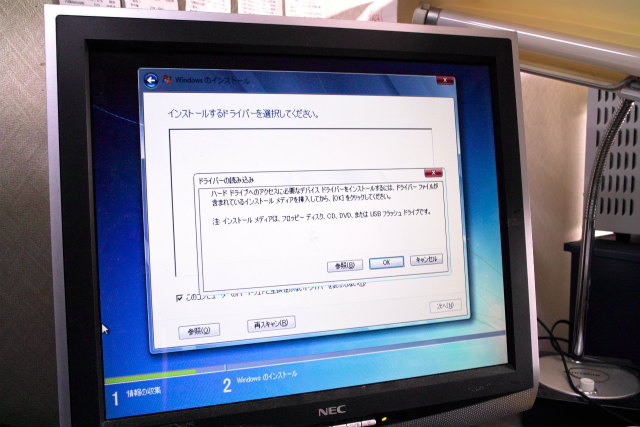 Windows のインストール
インストールするドライバーを選択してください。
ドライバーの読み込み
ハード ドライブへのアクセスに必要なデバイス ドライバーをインストールするには、ドライバー ファイルが
含まれているインストール メディアを挿入してから、[OK] をクリックしてください。
注: インストール メディアは、フロッピー ディスク、CD、DVD、または USB フラッシュ ドライブです。
参照(B)
OK
キャンセル
このコンピューターの
次へ(N)
参照(O)
再スキャン(R)
1 情報の収集
2 Windows のインストール
NEC